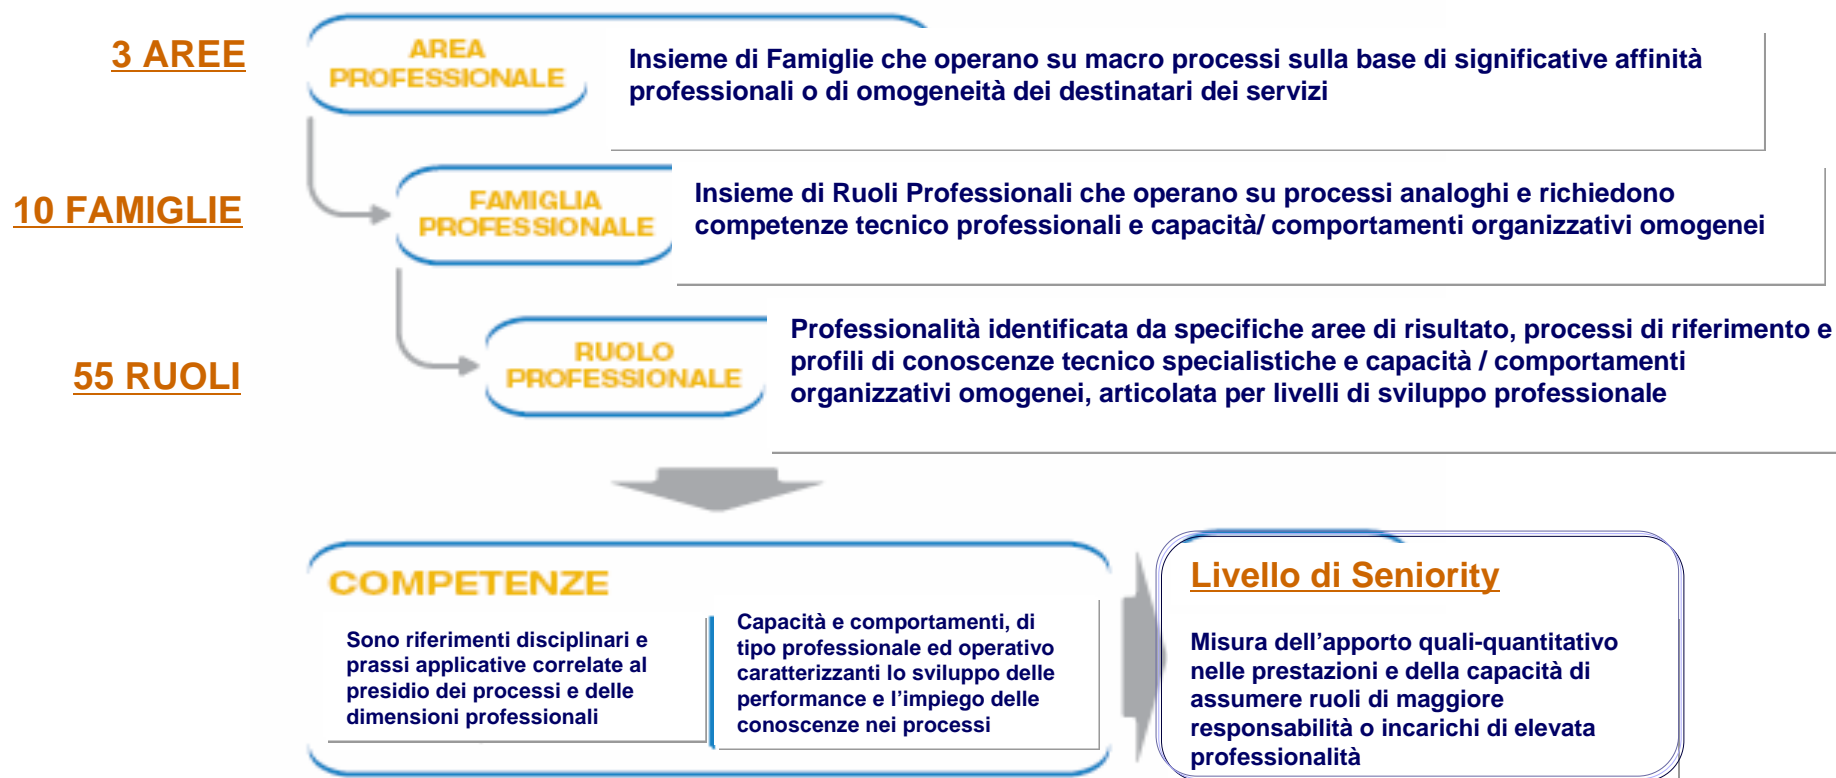 3 AREE
AREA
PROFESSIONALE
Insieme di Famiglie che operano su macro processi sulla base di significative affinità
professionali o di omogeneità dei destinatari dei servizi
10 FAMIGLIE
FAMIGLIA
PROFESSIONALE
Insieme di Ruoli Professionali che operano su processi analoghi e richiedono
competenze tecnico professionali e capacità/ comportamenti organizzativi omogenei
55 RUOLI
RUOLO
PROFESSIONALE
Professionalità identificata da specifiche aree di risultato, processi di riferimento e
profili di conoscenze tecnico specialistiche e capacità / comportamenti
organizzativi omogenei, articolata per livelli di sviluppo professionale
COMPETENZE
Sono riferimenti disciplinari e
prassi applicative correlate al
presidio dei processi e delle
dimensioni professionali
Capacità e comportamenti, di
tipo professionale ed operativo
caratterizzanti lo sviluppo delle
performance e l'impiego delle
conoscenze nei processi
Livello di Seniority
Misura dell'apporto quali-quantitativo
nelle prestazioni e della capacità di
assumere ruoli di maggiore
responsabilità o incarichi di elevata
professionalità